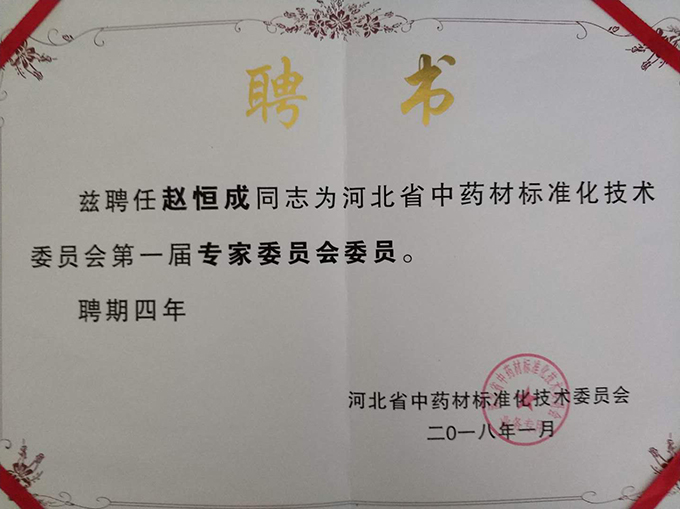 聘书
兹聘任赵恒成同志为河北省中药材标准化技术
委员会第一届专家委员会委员。
聘期四年
河北省中药材标准化技术委员会
二0一八年一月